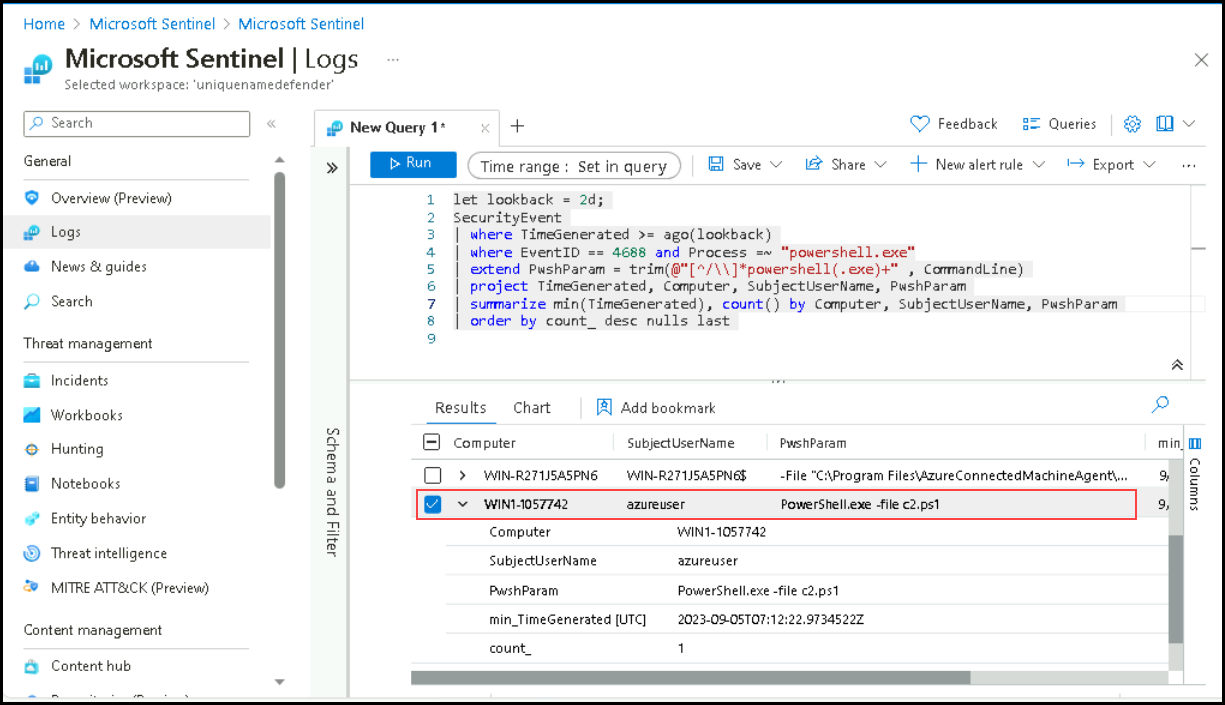 Home > Microsoft Sentinel > Microsoft Sentinel
Microsoft Sentinel | Logs ...
Selected workspace: 'uniquenamedefender'
Search
General
Overview (Preview)
Logs
News & guides
Search
Threat management
Incidents
Workbooks
Hunting
Notebooks
Entity behavior
Threat intelligence
MITRE ATT&CK (Preview)
Content management
Content hub
New Query 1*
Feedback
Queries
Run
Time range : Set in query
Save
Share
New alert rule
Export
...
Schema and Filter
1 let lookback = 2d;
2 SecurityEvent
3 | where TimeGenerated >= ago(lookback)
4 | where EventID == 4688 and Process =~ "powershell.exe"
5 | extend PwshParam = trim(@"[^/\\]*powershell(.exe)+" , CommandLine)
6 | project TimeGenerated, Computer, SubjectUserName, PwshParam
7 | summarize min(TimeGenerated), count() by Computer, SubjectUserName, PwshParam
8 | order by count_ desc nulls last
9
Results Chart Add bookmark
Computer SubjectUserName PwshParam min_
WIN-R271J5A5PN6 WIN-R271J5A5PN6$ -File "C:\Program Files\AzureConnectedMachineAgent\... 9/
WIN1-1057742 azureuser PowerShell.exe -file c2.ps1 9/
Computer WIN1-1057742
SubjectUserName azureuser
PwshParam PowerShell.exe -file c2.ps1
min_TimeGenerated [UTC] 2023-09-05T07:12:22.9734522Z
count_ 1
Columns